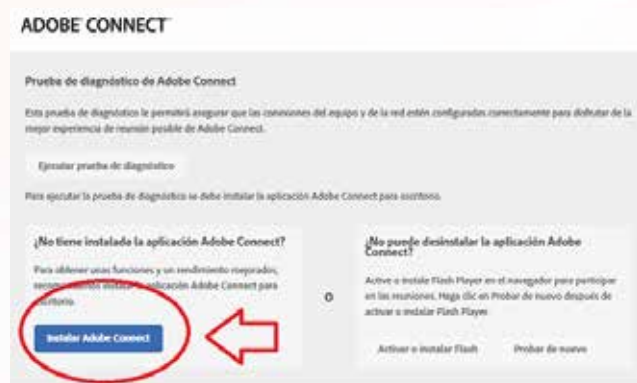 ADOBE CONNECT
Prueba de diagnóstico de Adobe Connect
Esta prueba de diagnóstico le permitirá asegurar que las conexiones del equipo y de la red estén configuradas correctamente para disfrutar de la
mejor experiencia de reunión posible de Adobe Connect.
Ejecutar prueba de diagnóstico
Para ejecutar la prueba de diagnóstico se debe instalar la aplicación Adobe Connect para escritorio.
¿No tiene instalada la aplicación Adobe Connect?
Para obtener unas funciones y un rendimiento mejorados,
instalar la aplicación Adobe Connect para
escritorio.
Instalar Adobe Connect
o
¿No puede desinstalar la aplicación Adobe
Connect?
Active o instale Flash Player en el navegador para participar
en las reuniones. Haga clic en Probar de nuevo después de
activar o instalar Flash Player.
Activar o instalar Flash
Probar de nuevo